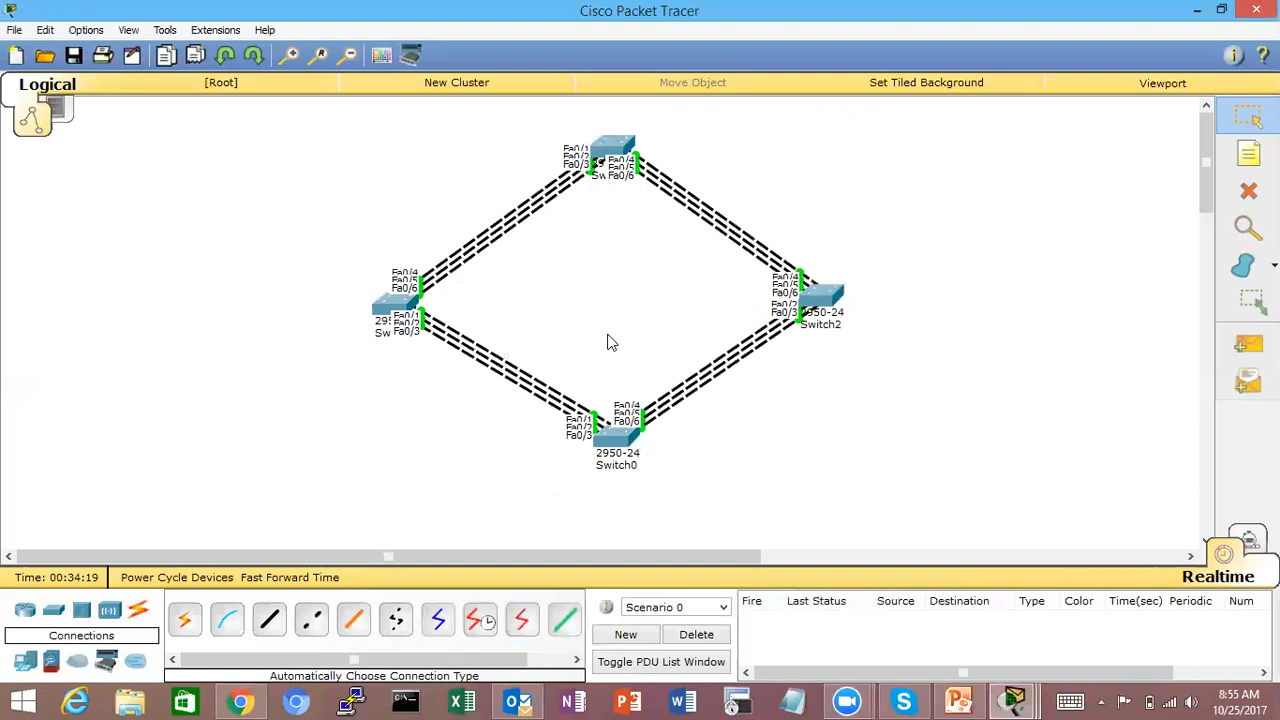 Cisco Packet Tracer
File Edit Options View Tools Extensions Help
Logical
[Root]
New Cluster
Move Object
Set Tiled Background
Viewport
Fa0/1
Fa0/2
Fa0/3
Fa0/4
Fa0/5
Fa0/6
Fa0/4
Fa0/5
Fa0/6
Fa0/1
Fa0/2
Fa0/3
Fa0/4
Fa0/5
Fa0/6
Fa0/2
Fa0/3
2950-24
Switch2
Fa0/4
Fa0/5
Fa0/6
Fa0/1
Fa0/2
Fa0/3
2950-24
Switch0
Time: 00:34:19 Power Cycle Devices Fast Forward Time
Realtime
Connections
Automatically Choose Connection Type
Scenario 0
New
Delete
Toggle PDU List Window
Fire Last Status Source Destination Type Color Time(sec) Periodic Num
8:55 AM
10/25/2017